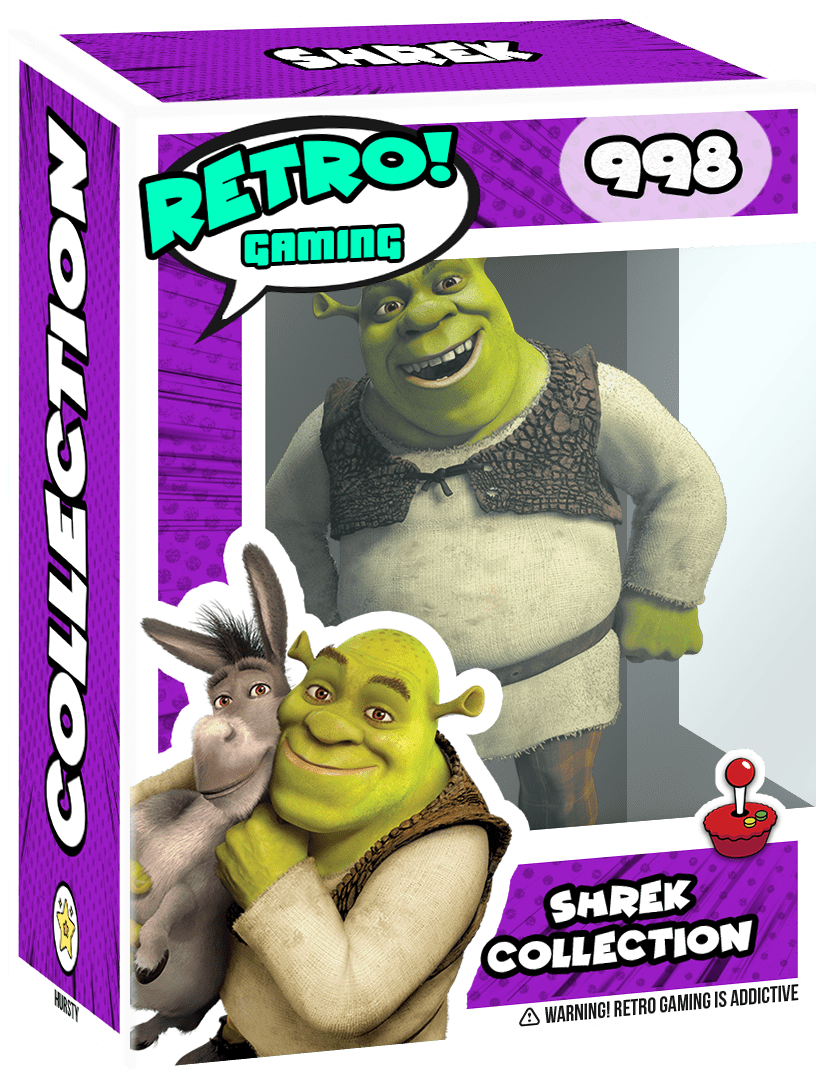 SHREK
RETRO!
GAMING
998
COLLECTION
SHREK
COLLECTION
WARNING! RETRO GAMING IS ADDICTIVE
HURSTY